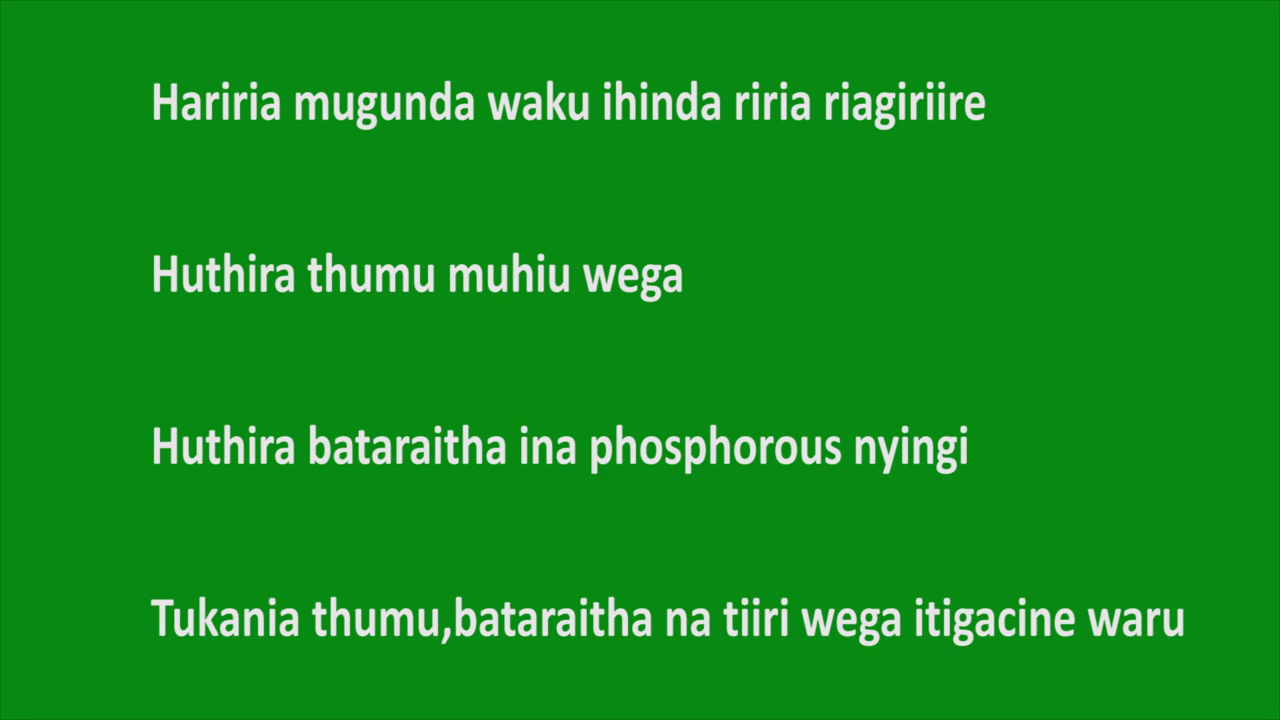 Hariria mugunda waku ihinda riria riagiriire
Huthira thumu muhiu wega
Huthira bataraitha ina phosphorous nyingi
Tukania thumu,bataraitha na tiiri wega itigacine waru